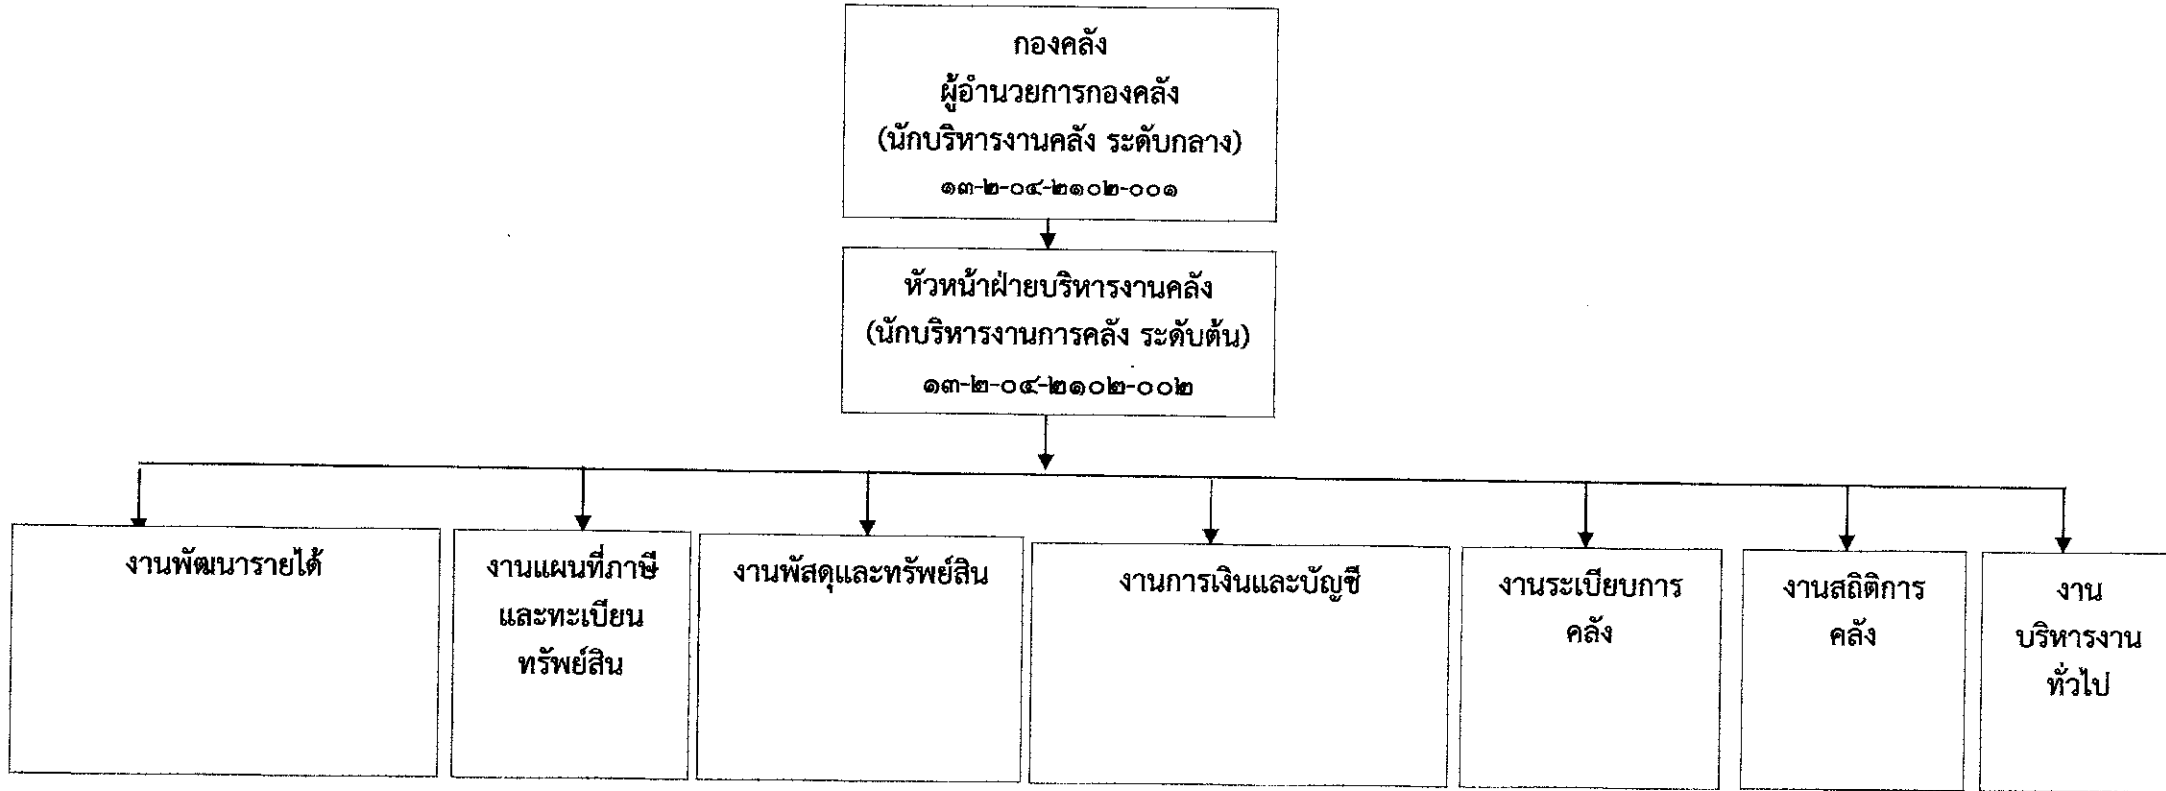 กองคลัง
ผู้อำนวยการกองคลัง
(นักบริหารงานคลัง ระดับกลาง)
๑๓-๒-๐๔-๒๑๐๒-๐๐๑
หัวหน้าฝ่ายบริหารงานคลัง
(นักบริหารงานการคลัง ระดับต้น)
๑๓-๒-๐๔-๒๑๐๒-๐๐๒
งานพัฒนารายได้
งานแผนที่ภาษี
และทะเบียน
ทรัพย์สิน
งานพัสดุและทรัพย์สิน
งานการเงินและบัญชี
งานระเบียบการ
คลัง
งานสถิติการ
คลัง
งาน
บริหารงาน
ทั่วไป